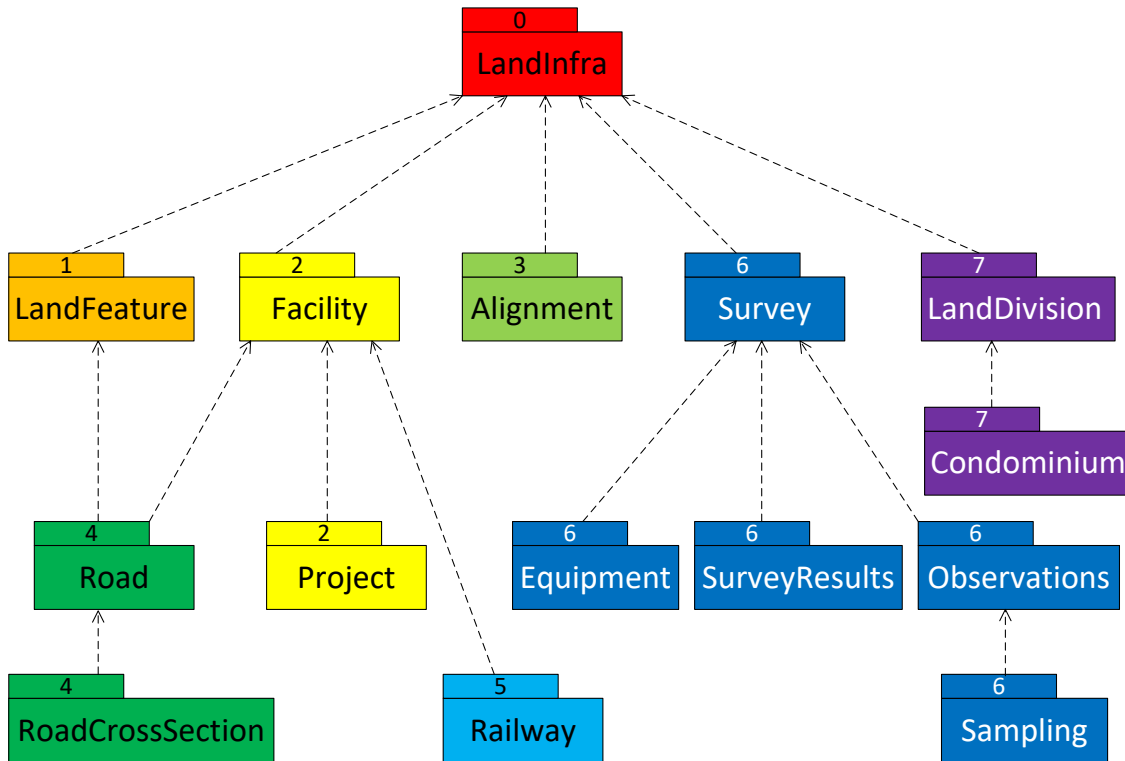 0
LandInfra
1
LandFeature
2
Facility
3
Alignment
6
Survey
7
LandDivision
7
Condominium
4
Road
2
Project
6
Equipment
6
SurveyResults
6
Observations
4
RoadCrossSection
5
Railway
6
Sampling